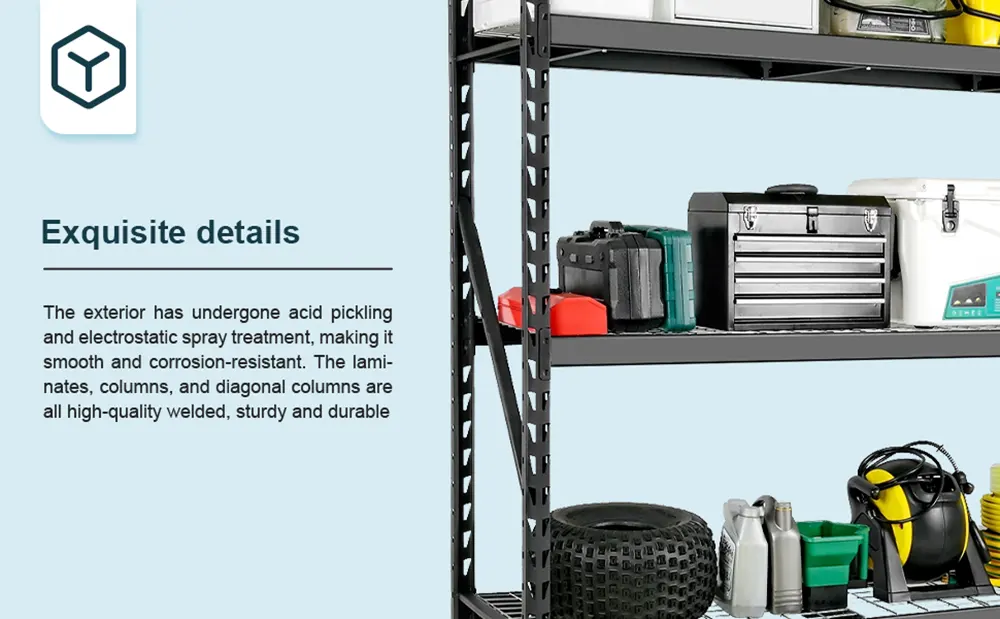 Exquisite details
The exterior has undergone acid pickling
and electrostatic spray treatment, making it
smooth and corrosion-resistant. The lami-
nates, columns, and diagonal columns are
all high-quality welded, sturdy and durable